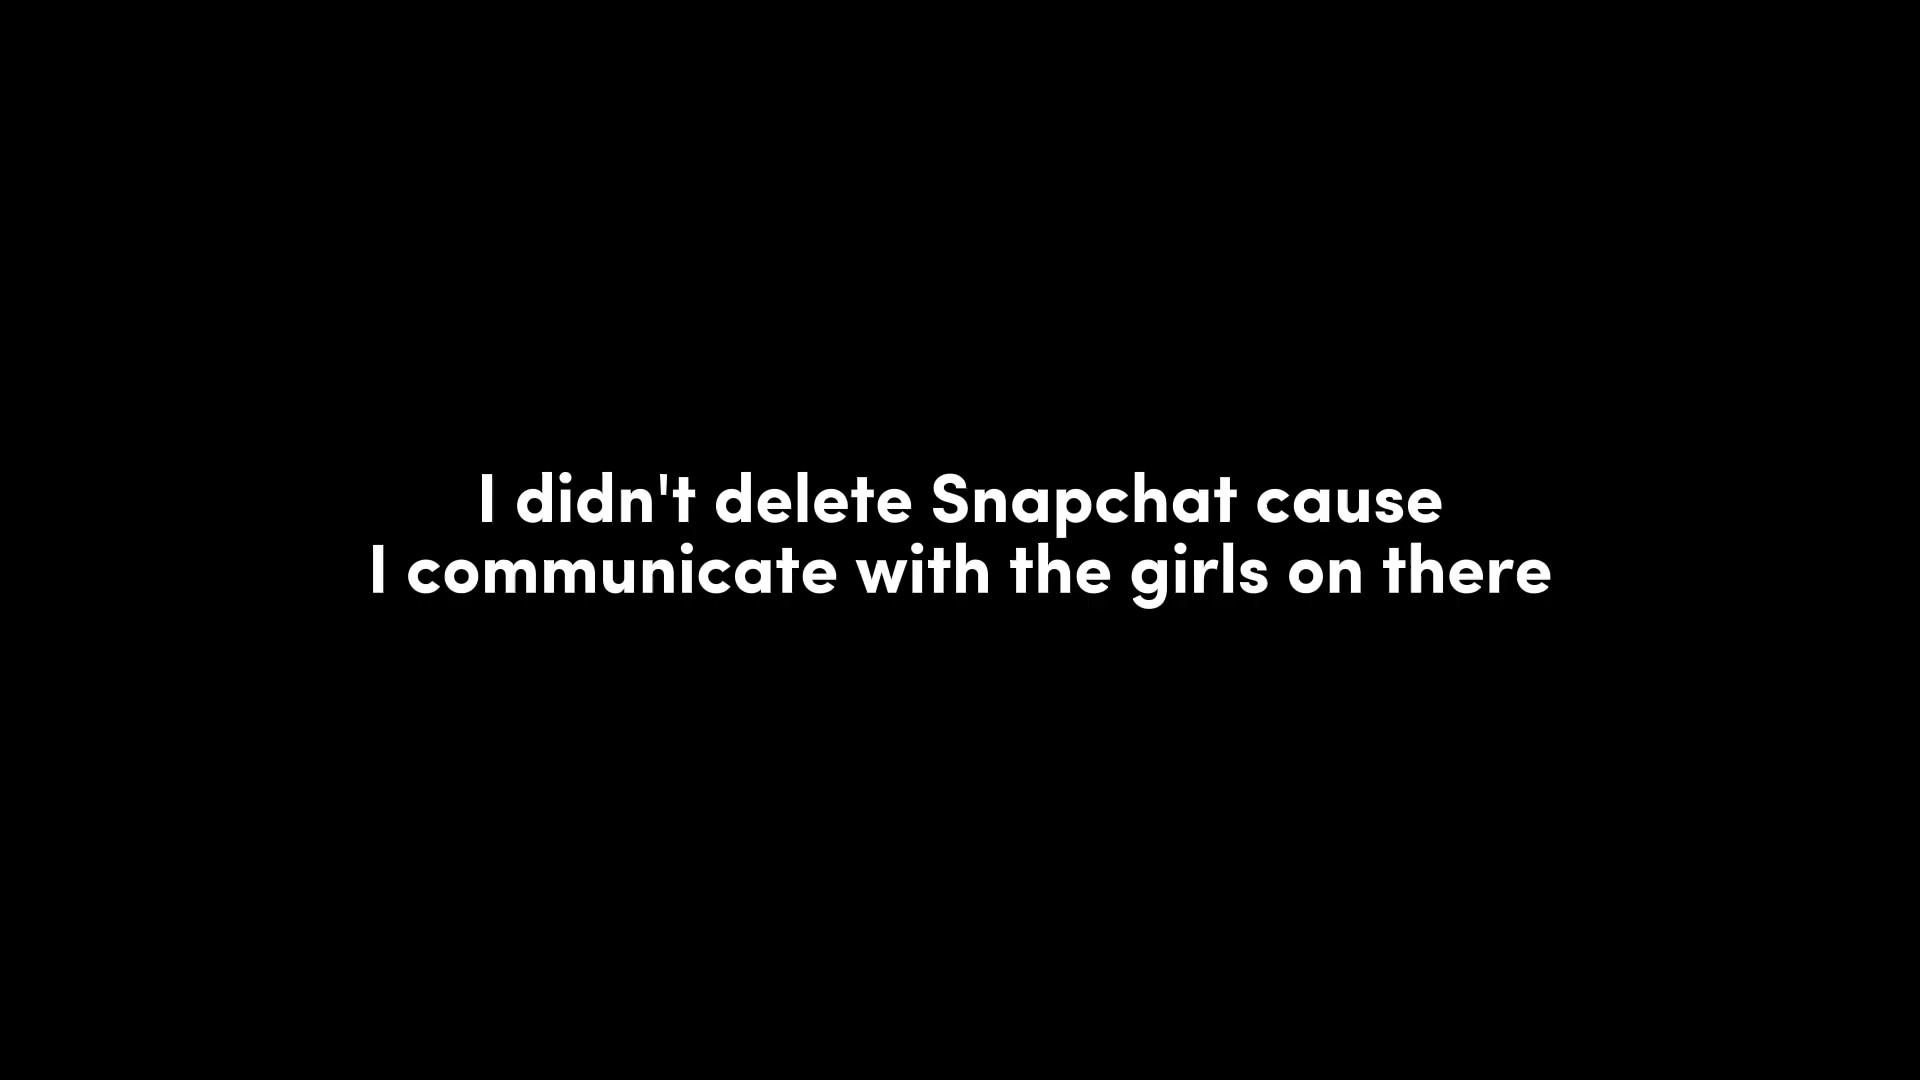 I didn't delete Snapchat cause
I communicate with the girls on there